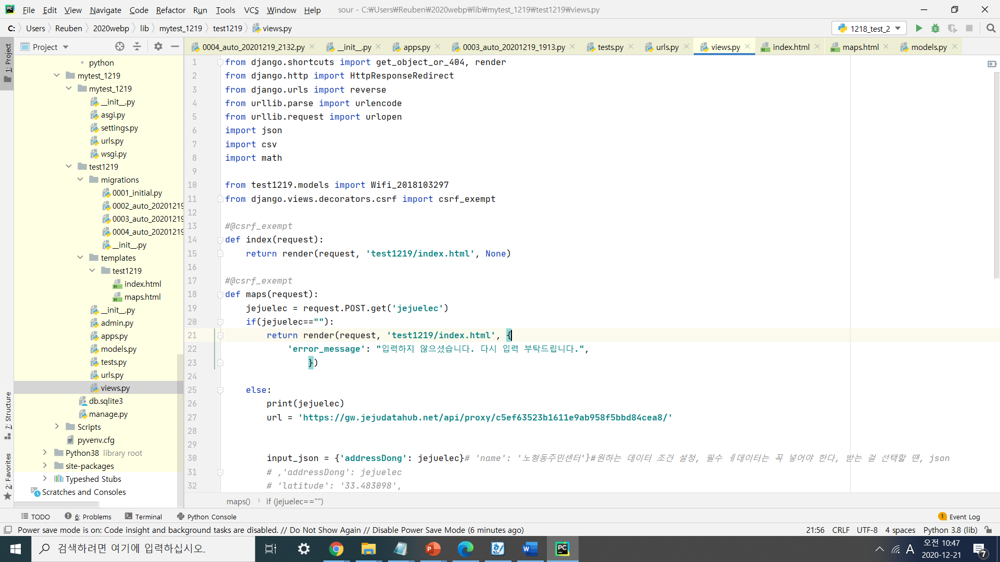 File Edit View Navigate Code Refactor Run Tools VCS Window Help sour - C:₩Users₩Reuben₩2020webp₩lib₩mytest_1219₩test1219₩views.py
C: Users Reuben 2020webp lib mytest_1219 test1219 views.py 1218_test_2
Project 0004_auto_20201219_2132.py __init__.py apps.py 0003_auto_20201219_1913.py tests.py urls.py views.py index.html maps.html models.py
1: Project
7: Structure
2: Favorites
python
mytest_1219
mytest_1219
__init__.py
asgi.py
settings.py
urls.py
wsgi.py
test1219
migrations
0001_initial.py
0002_auto_20201219
0003_auto_20201219
0004_auto_20201219
__init__.py
templates
test1219
index.html
maps.html
__init__.py
admin.py
apps.py
models.py
tests.py
urls.py
views.py
db.sqlite3
manage.py
Scripts
pyvenv.cfg
Python38 library root
site-packages
Typeshed Stubs
Scratches and Consoles
1 from django.shortcuts import get_object_or_404, render
2 from django.http import HttpResponseRedirect
3 from django.urls import reverse
4 from urllib.parse import urlencode
5 from urllib.request import urlopen
6 import json
7 import csv
8 import math
9
10 from test1219.models import Wifi_2018103297
11 from django.views.decorators.csrf import csrf_exempt
12
13 #@csrf_exempt
14 def index(request):
15 return render(request, 'test1219/index.html', None)
16
17 #@csrf_exempt
18 def maps(request):
19 jejuelec = request.POST.get('jejuelec')
20 if(jejuelec==""):
21 return render(request, 'test1219/index.html', {
22 'error_message': "입력하지 않으셨습니다. 다시 입력 부탁드립니다.",
23 })
24
25 else:
26 print(jejuelec)
27 url = 'https://gw.jejudatahub.net/api/proxy/c5ef63523b1611e9ab958f5bbd84cea8/'
28
29
30 input_json = {'addressDong': jejuelec}# 'name': '노형동주민센터'}#원하는 데이터 조건 설정, 필수 ㅔ데이터는 꼭 넣어야 한다, 받는 걸 선택할 땐, json
31 # ,'addressDong': jejuelec
32 # 'latitude': '33.483098',
maps() if (jejuelec=="")
TODO 6: Problems Terminal Python Console 1 Event Log
Power save mode is on: Code insight and background tasks are disabled. // Do Not Show Again // Disable Power Save Mode (6 minutes ago) 21:56 CRLF UTF-8 4 spaces Python 3.8 (lib)
검색하려면 여기에 입력하십시오. A 오전 10:47
2020-12-21 7